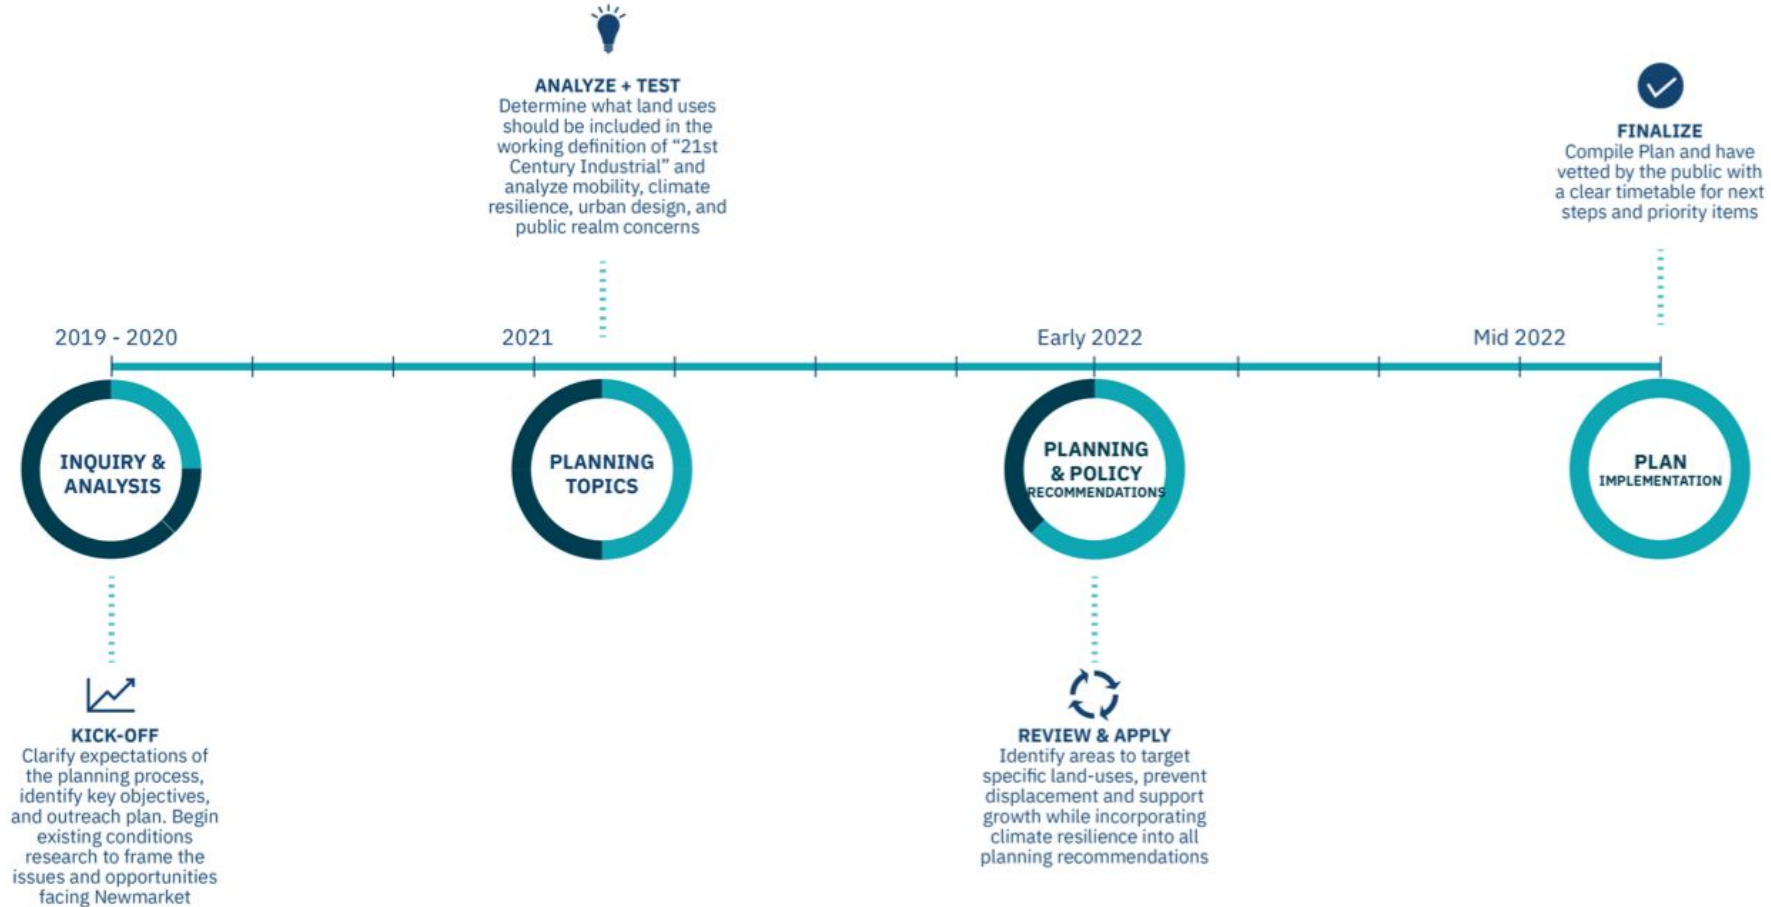 ANALYZE + TEST
Determine what land uses
should be included in the
working definition of “21st
Century Industrial” and
analyze mobility, climate
resilience, urban design, and
public realm concerns
FINALIZE
Compile Plan and have
vetted by the public with
a clear timetable for next
steps and priority items
2019 - 2020
2021
Early 2022
Mid 2022
INQUIRY &
ANALYSIS
PLANNING
TOPICS
PLANNING
& POLICY
RECOMMENDATIONS
PLAN
IMPLEMENTATION
KICK-OFF
Clarify expectations of
the planning process,
identify key objectives,
and outreach plan. Begin
existing conditions
research to frame the
issues and opportunities
facing Newmarket
REVIEW & APPLY
Identify areas to target
specific land-uses, prevent
displacement and support
growth while incorporating
climate resilience into all
planning recommendations